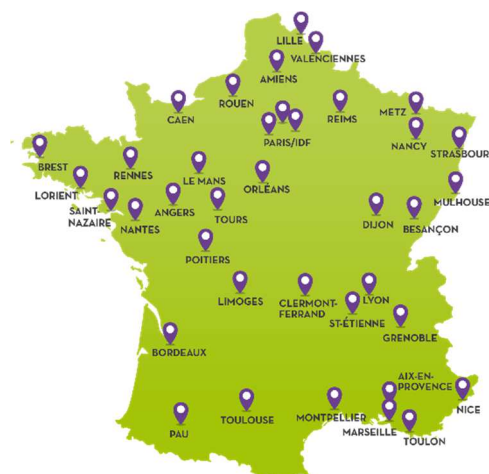 LILLE
VALENCIENNES
AMIENS
ROUEN
CAEN
REIMS
METZ
PARIS/IDF
NANCY
STRASBOUR
BREST
RENNES
LE MANS
ORLÉANS
LORIENT
SAINT-
NAZAIRE
NANTES
ANGERS
TOURS
DIJON
BESANÇON
MULHOUSE
POITIERS
LIMOGES
CLERMONT-
FERRAND
LYON
ST-ÉTIENNE
GRENOBLE
BORDEAUX
AIX-EN-
PROVENCE
NICE
PAU
TOULOUSE
MONTPELLIER
MARSEILLE
TOULON